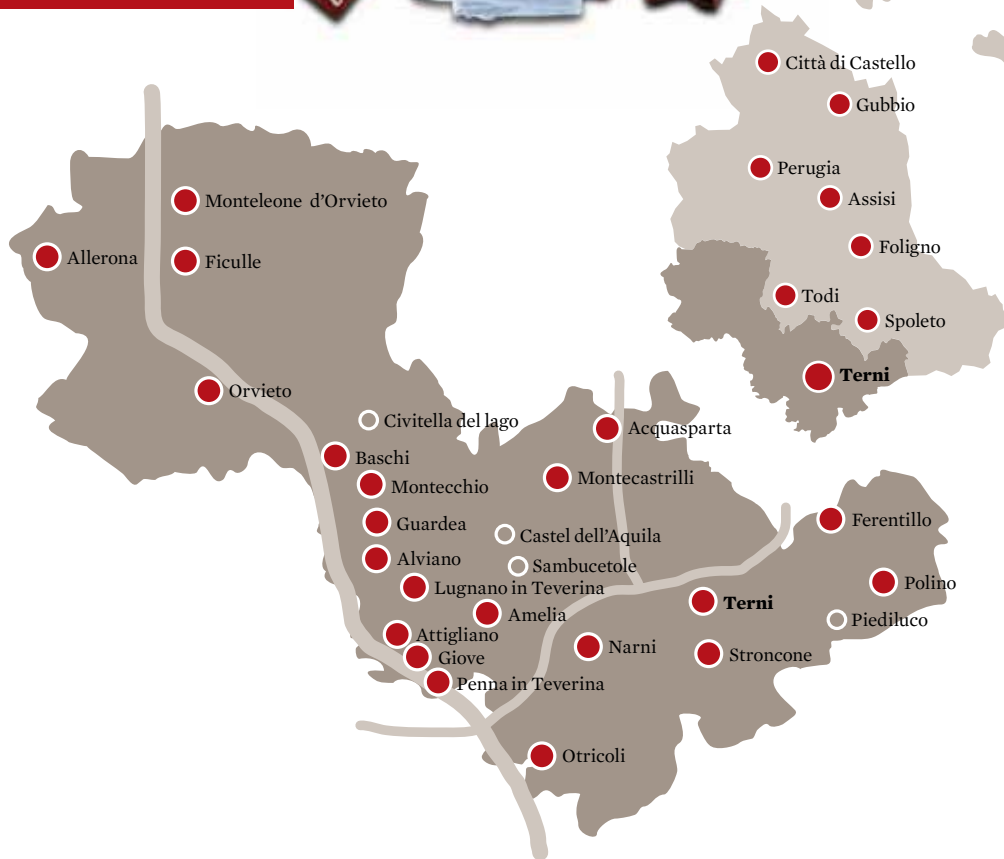 Città di Castello
Gubbio
Perugia
Assisi
Foligno
Todi
Spoleto
Terni
Monteleone d'Orvieto
Allerona
Ficulle
Orvieto
Civitella del lago
Acquasparta
Baschi
Montecastrilli
Montecchio
Guardea
Ferentillo
Castel dell'Aquila
Alviano
Sambucetole
Polino
Lugnano in Teverina
Terni
Amelia
Piediluco
Attigliano
Narni
Stroncone
Giove
Penna in Teverina
Otricoli